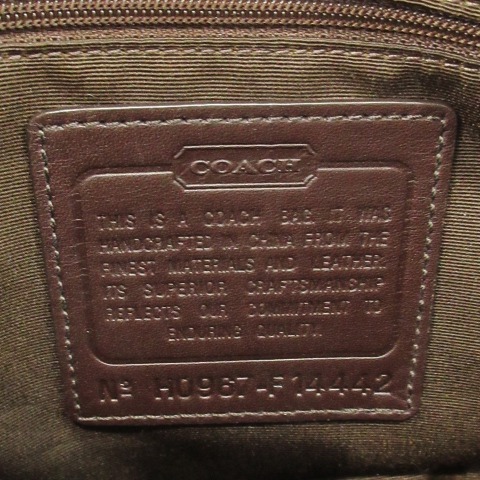 COACH
THIS IS A COACH BAG. IT WAS
HANDCRAFTED IN CHINA FROM THE
FINEST MATERIALS AND LEATHER.
ITS SUPERIOR CRAFTSMANSHIP
REFLECTS OUR COMMITMENT TO
ENDURING QUALITY.
Nº H0967-F14442